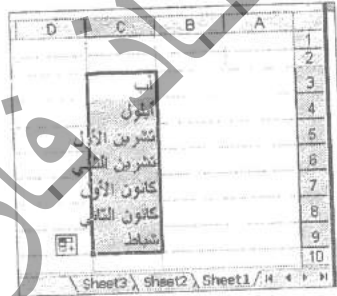 A B C D
1
2
3 آب
4 أيلول
5 تشرين الأول
6 تشرين الثاني
7 كانون الأول
8 كانون الثاني
9 شباط
10
Sheet1 Sheet2 Sheet3